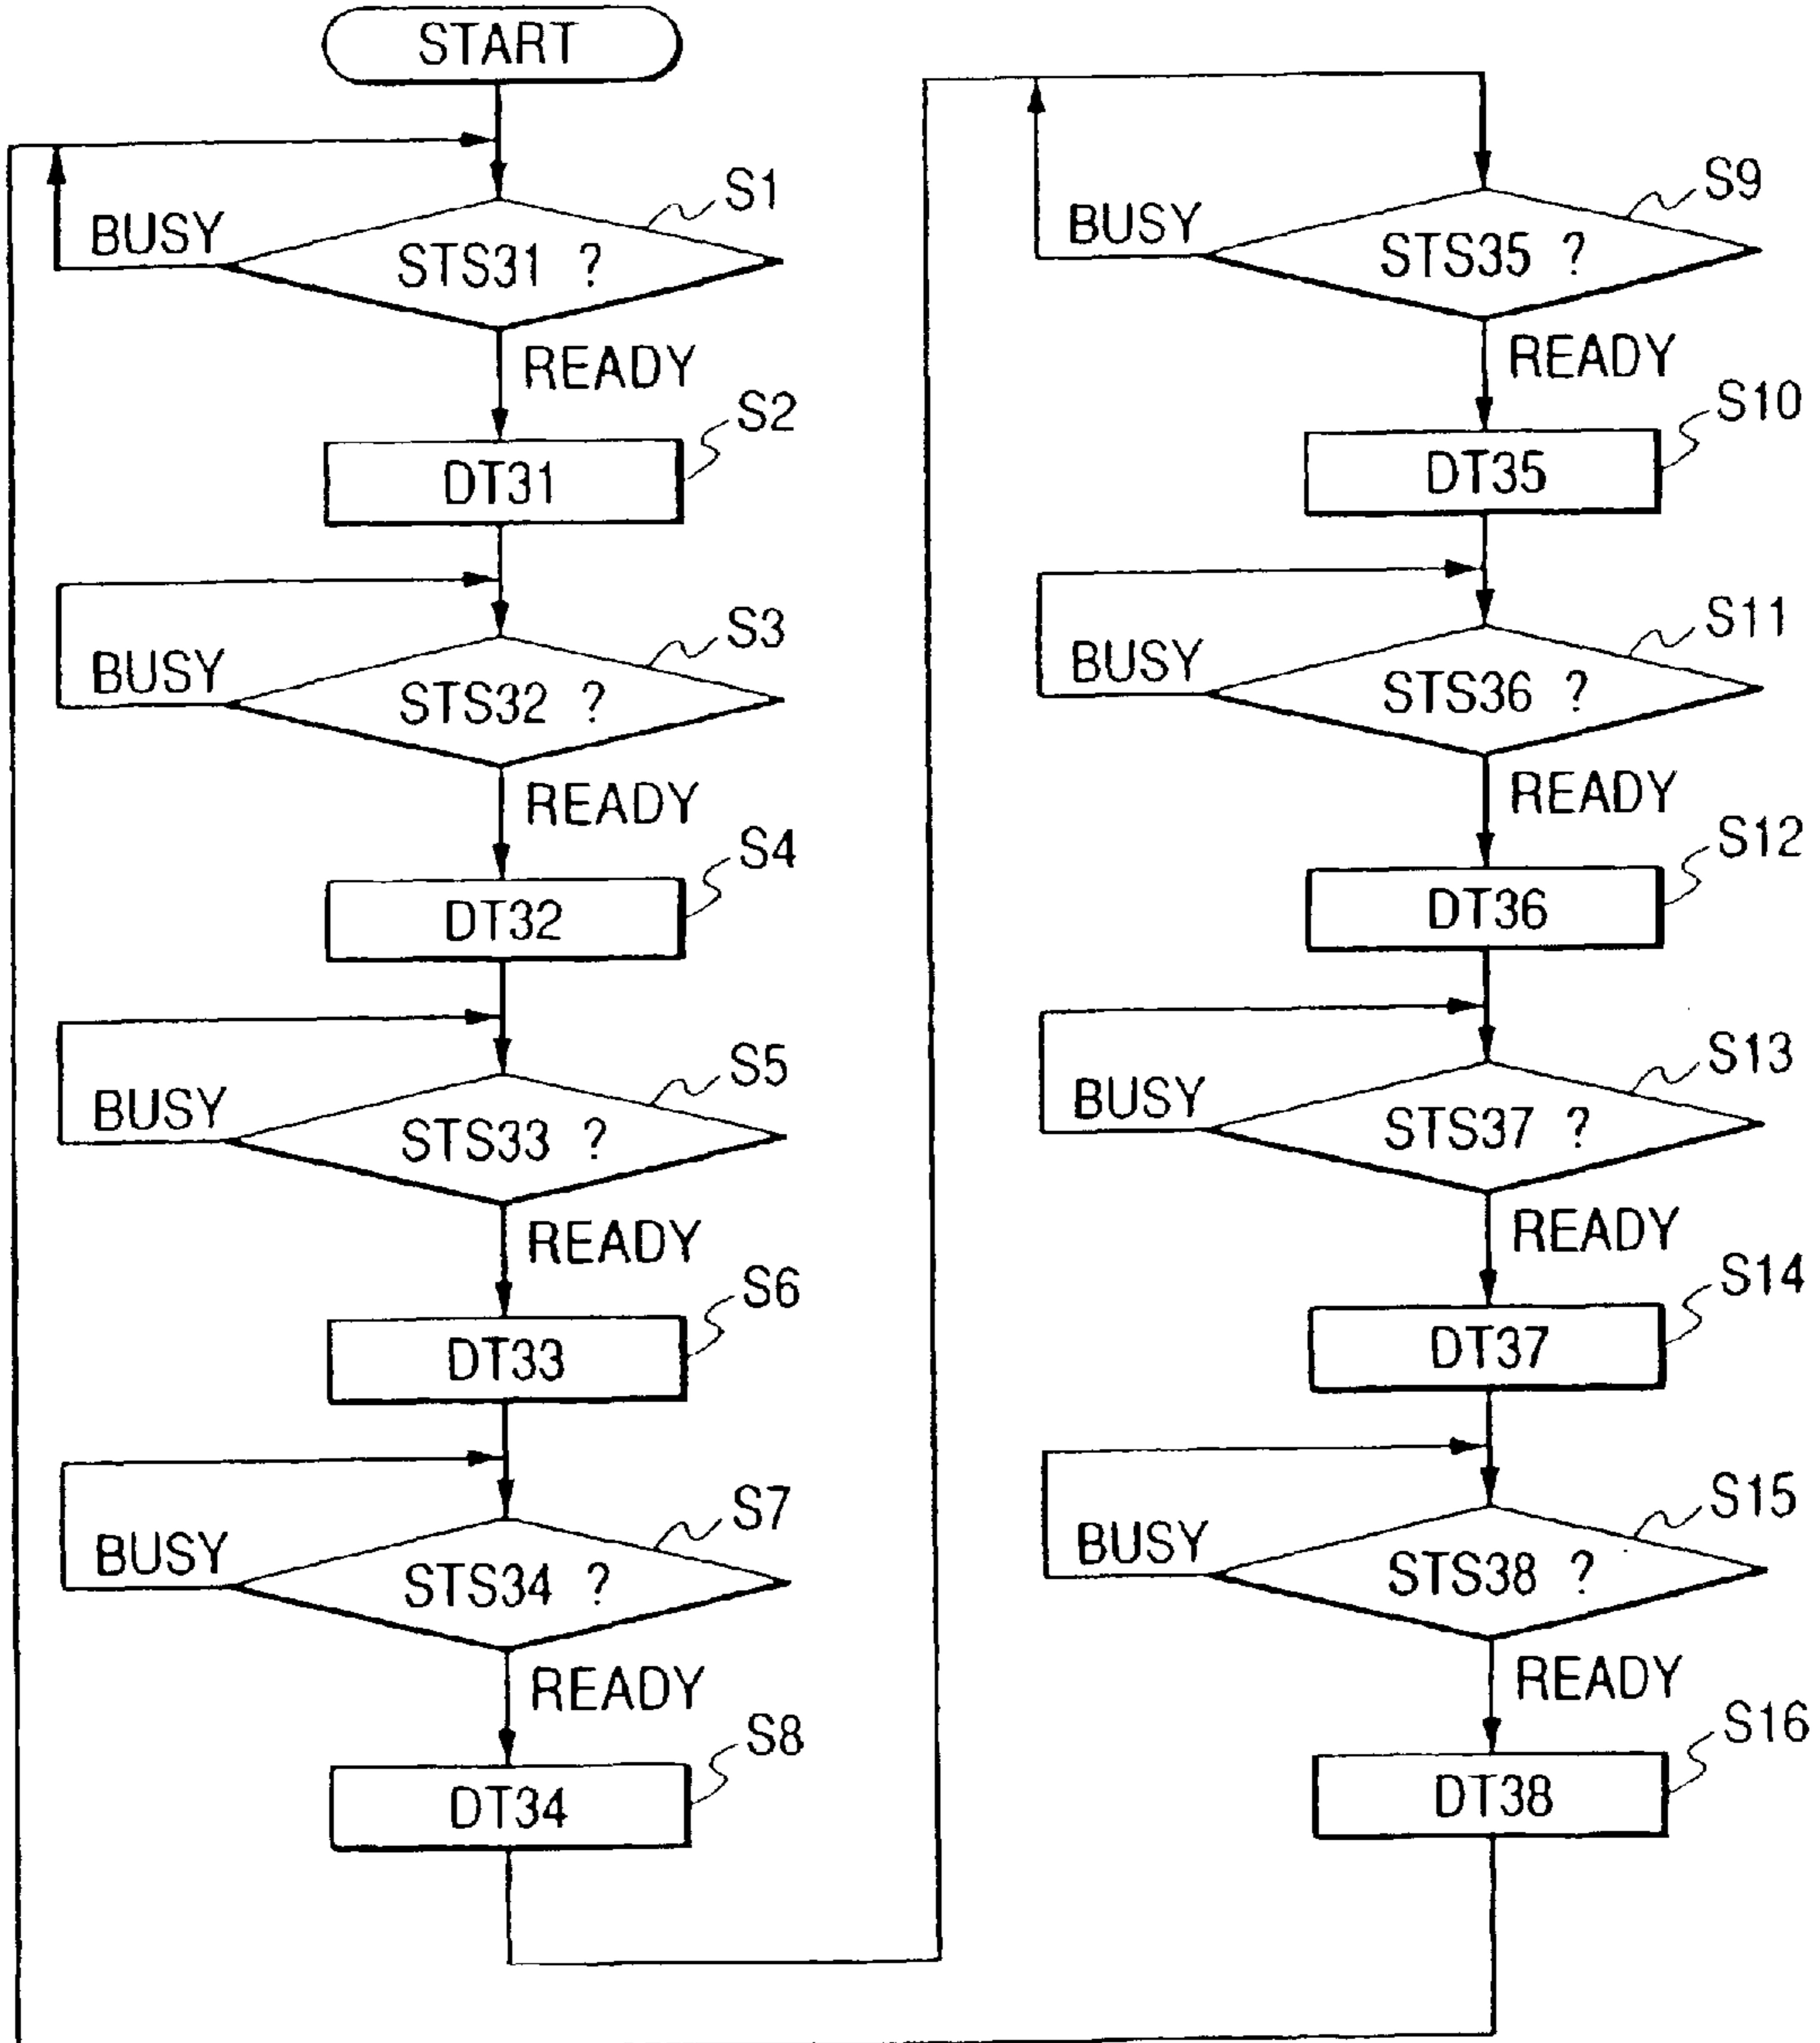 START
S1
BUSY
STS31 ?
READY
S2
DT31
S3
BUSY
STS32 ?
READY
S4
DT32
S5
BUSY
STS33 ?
READY
S6
DT33
S7
BUSY
STS34 ?
READY
S8
DT34
S9
BUSY
STS35 ?
READY
S10
DT35
S11
BUSY
STS36 ?
READY
S12
DT36
S13
BUSY
STS37 ?
READY
S14
DT37
S15
BUSY
STS38 ?
READY
S16
DT38